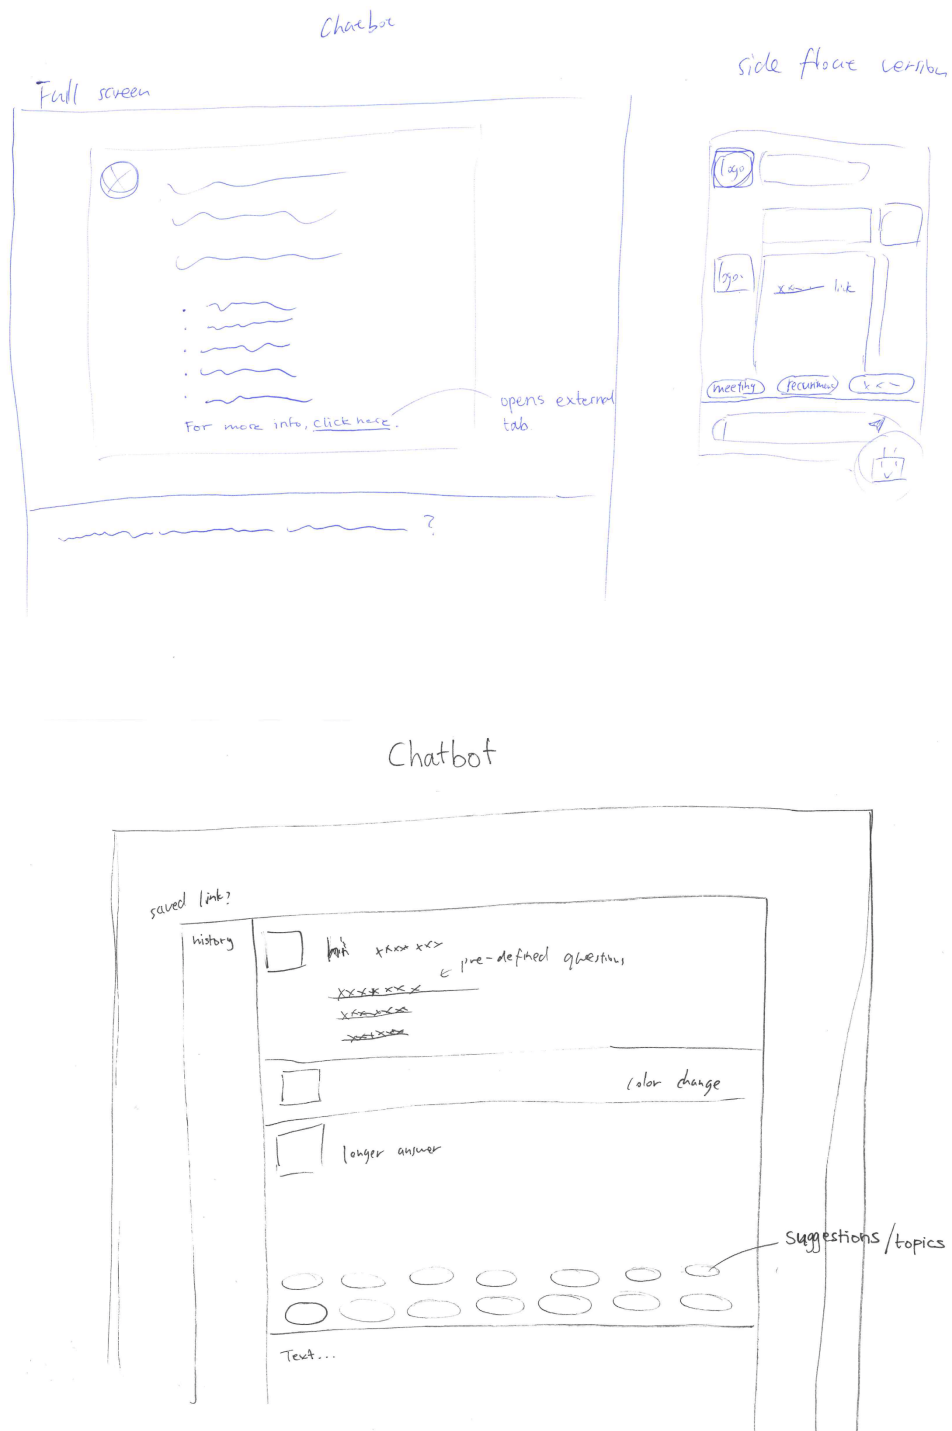 Chatbot
side float version
Full screen
logo
logo
link
meeting
For more info, click here.
opens external
tab
?
Chatbot
saved link?
history
pre-defined questions
color change
longer answer
suggestions/topics
Text...